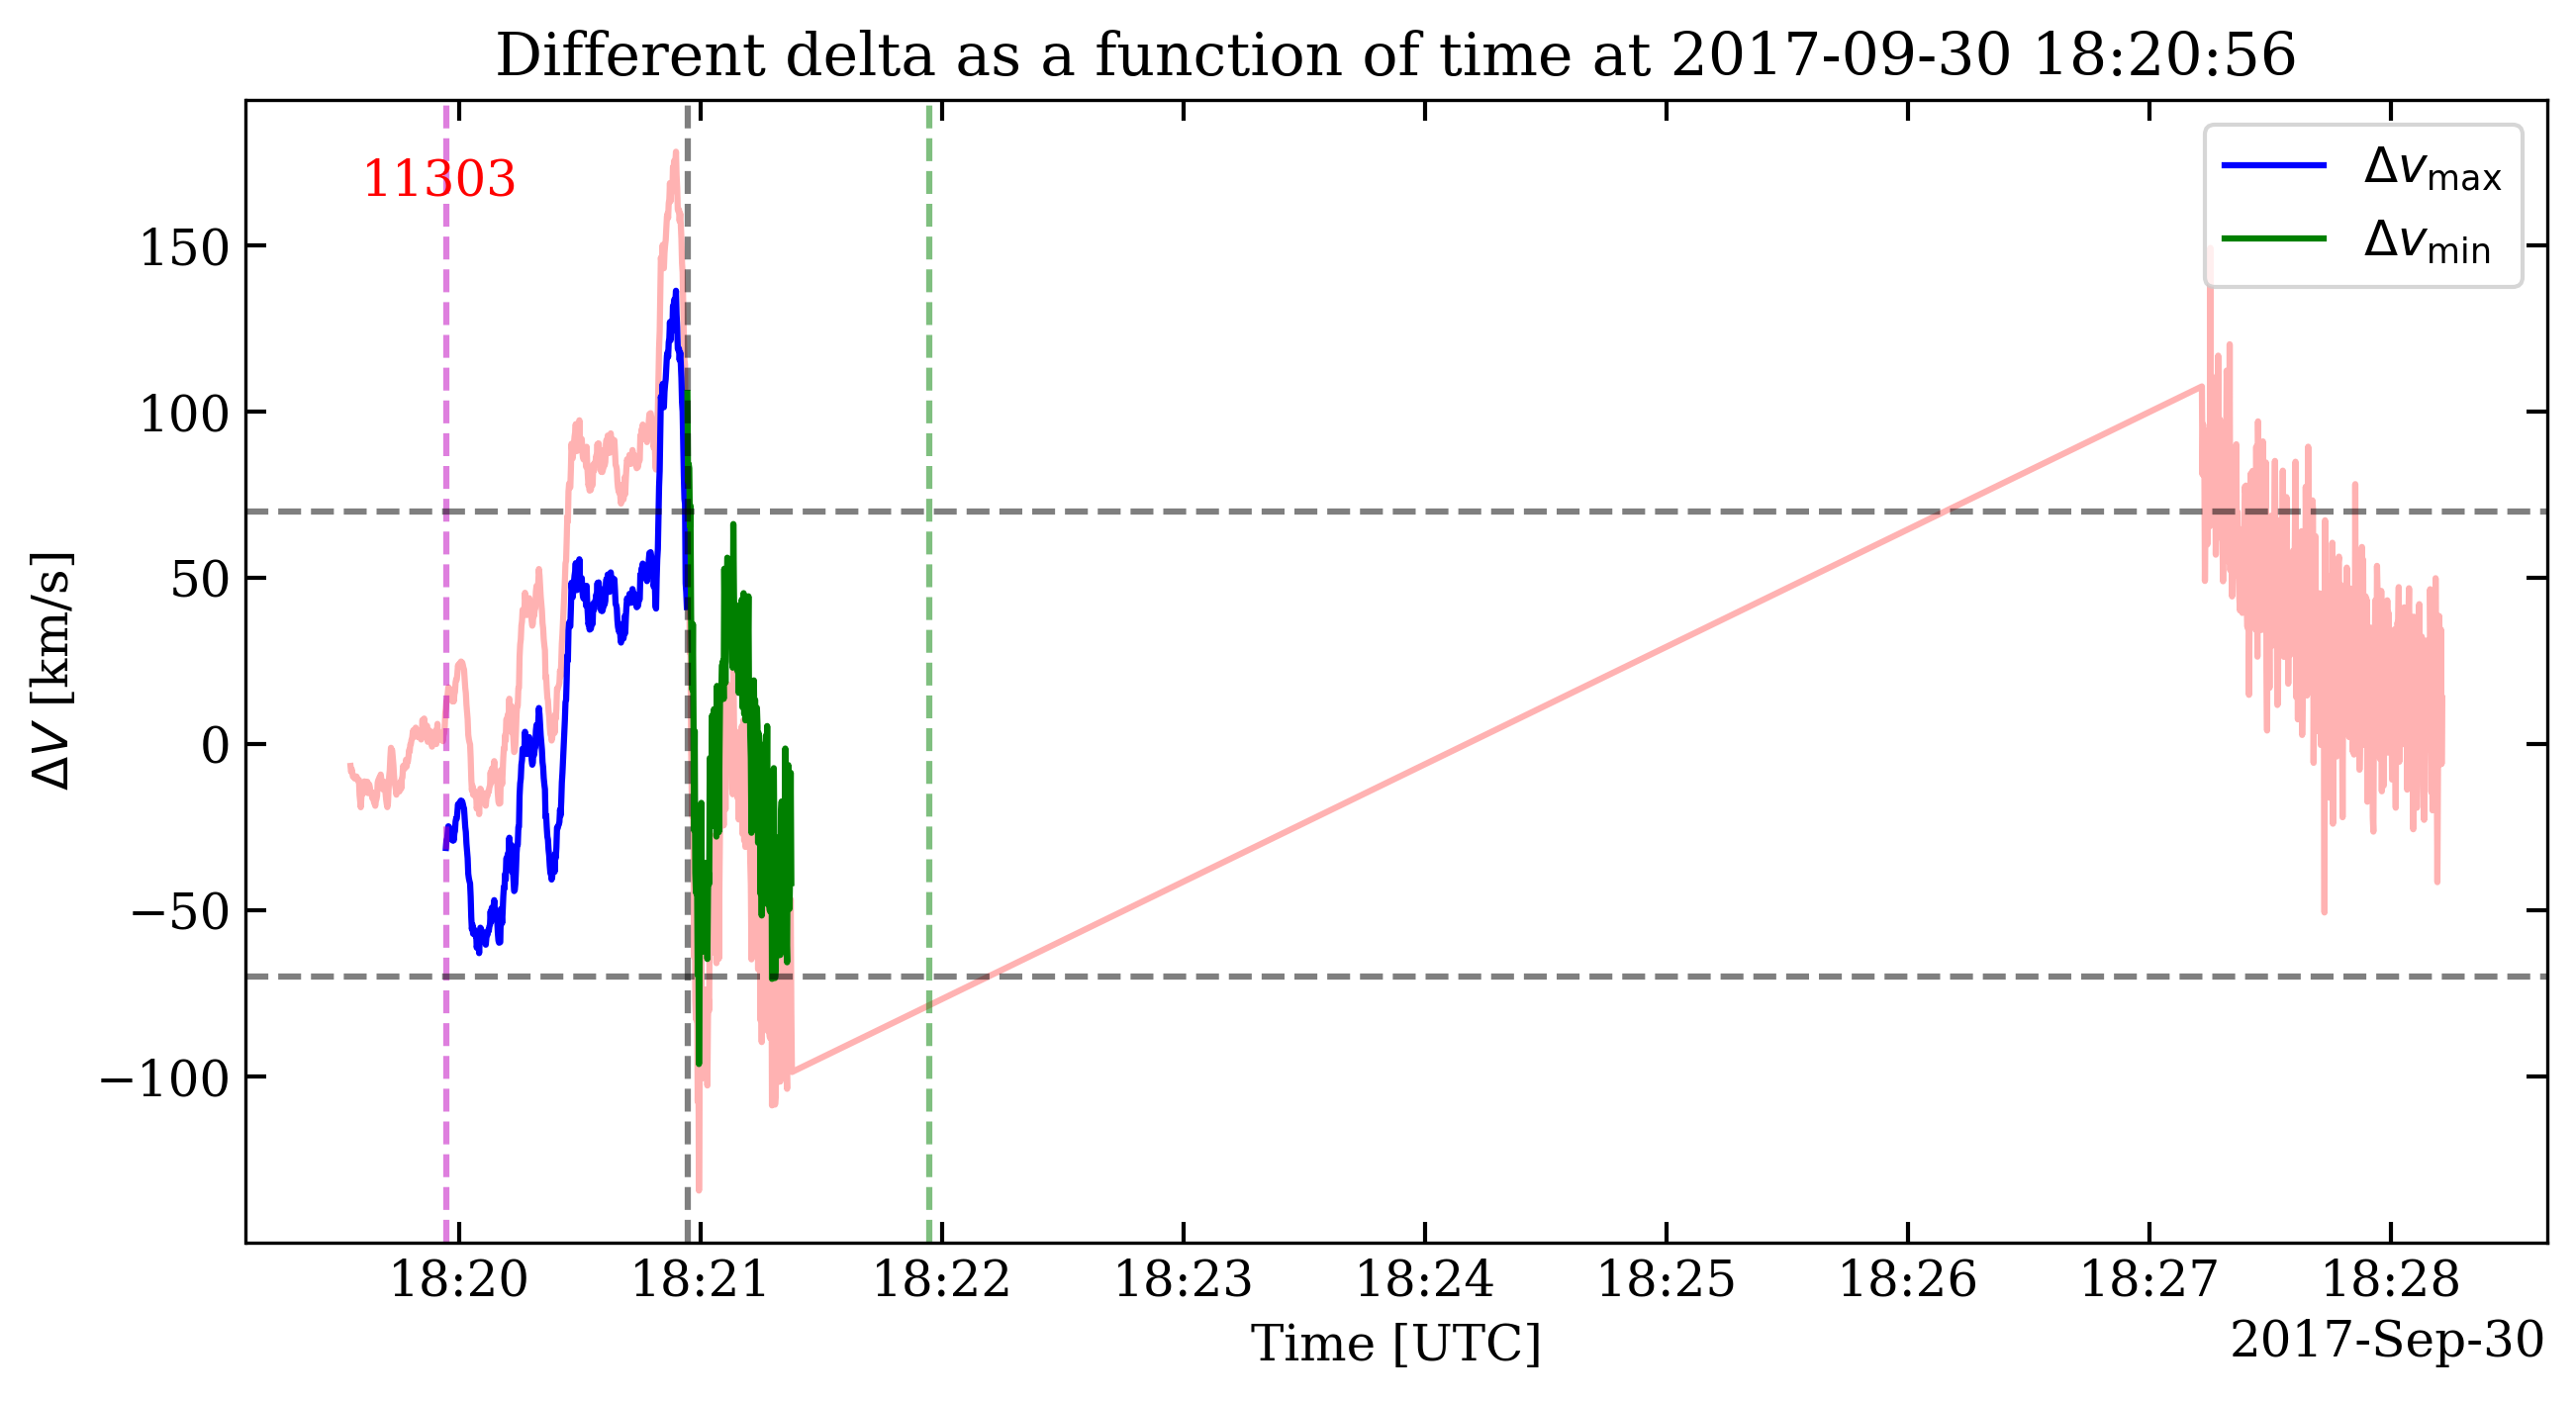 Different delta as a function of time at 2017-09-30 18:20:56
11303
Δv_max
Δv_min
150
100
50
0
−50
−100
ΔV [km/s]
18:20 18:21 18:22 18:23 18:24 18:25 18:26 18:27 18:28
Time [UTC]
2017-Sep-30